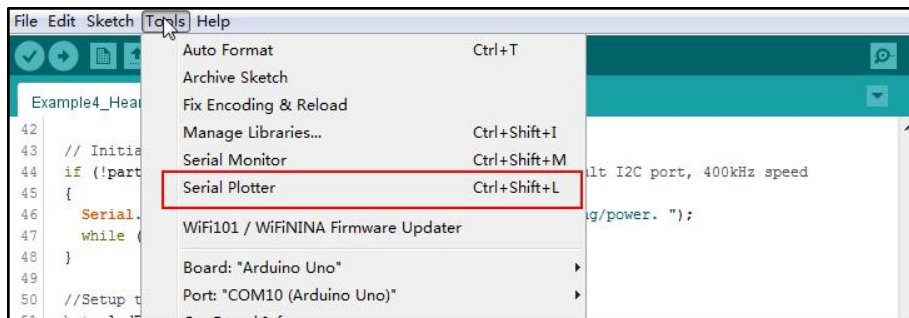 File Edit Sketch Tools Help
Auto Format Ctrl+T
Archive Sketch
Example4_Hear
Fix Encoding & Reload
42
Manage Libraries... Ctrl+Shift+I
43 // Initia
Serial Monitor Ctrl+Shift+M
44 if (!part ult I2C port, 400kHz speed
Serial Plotter Ctrl+Shift+L
45 {
46 Serial. ng/power. ");
WiFi101 / WiFiNINA Firmware Updater
47 while (
48 }
Board: "Arduino Uno"
49
Port: "COM10 (Arduino Uno)"
50 //Setup t